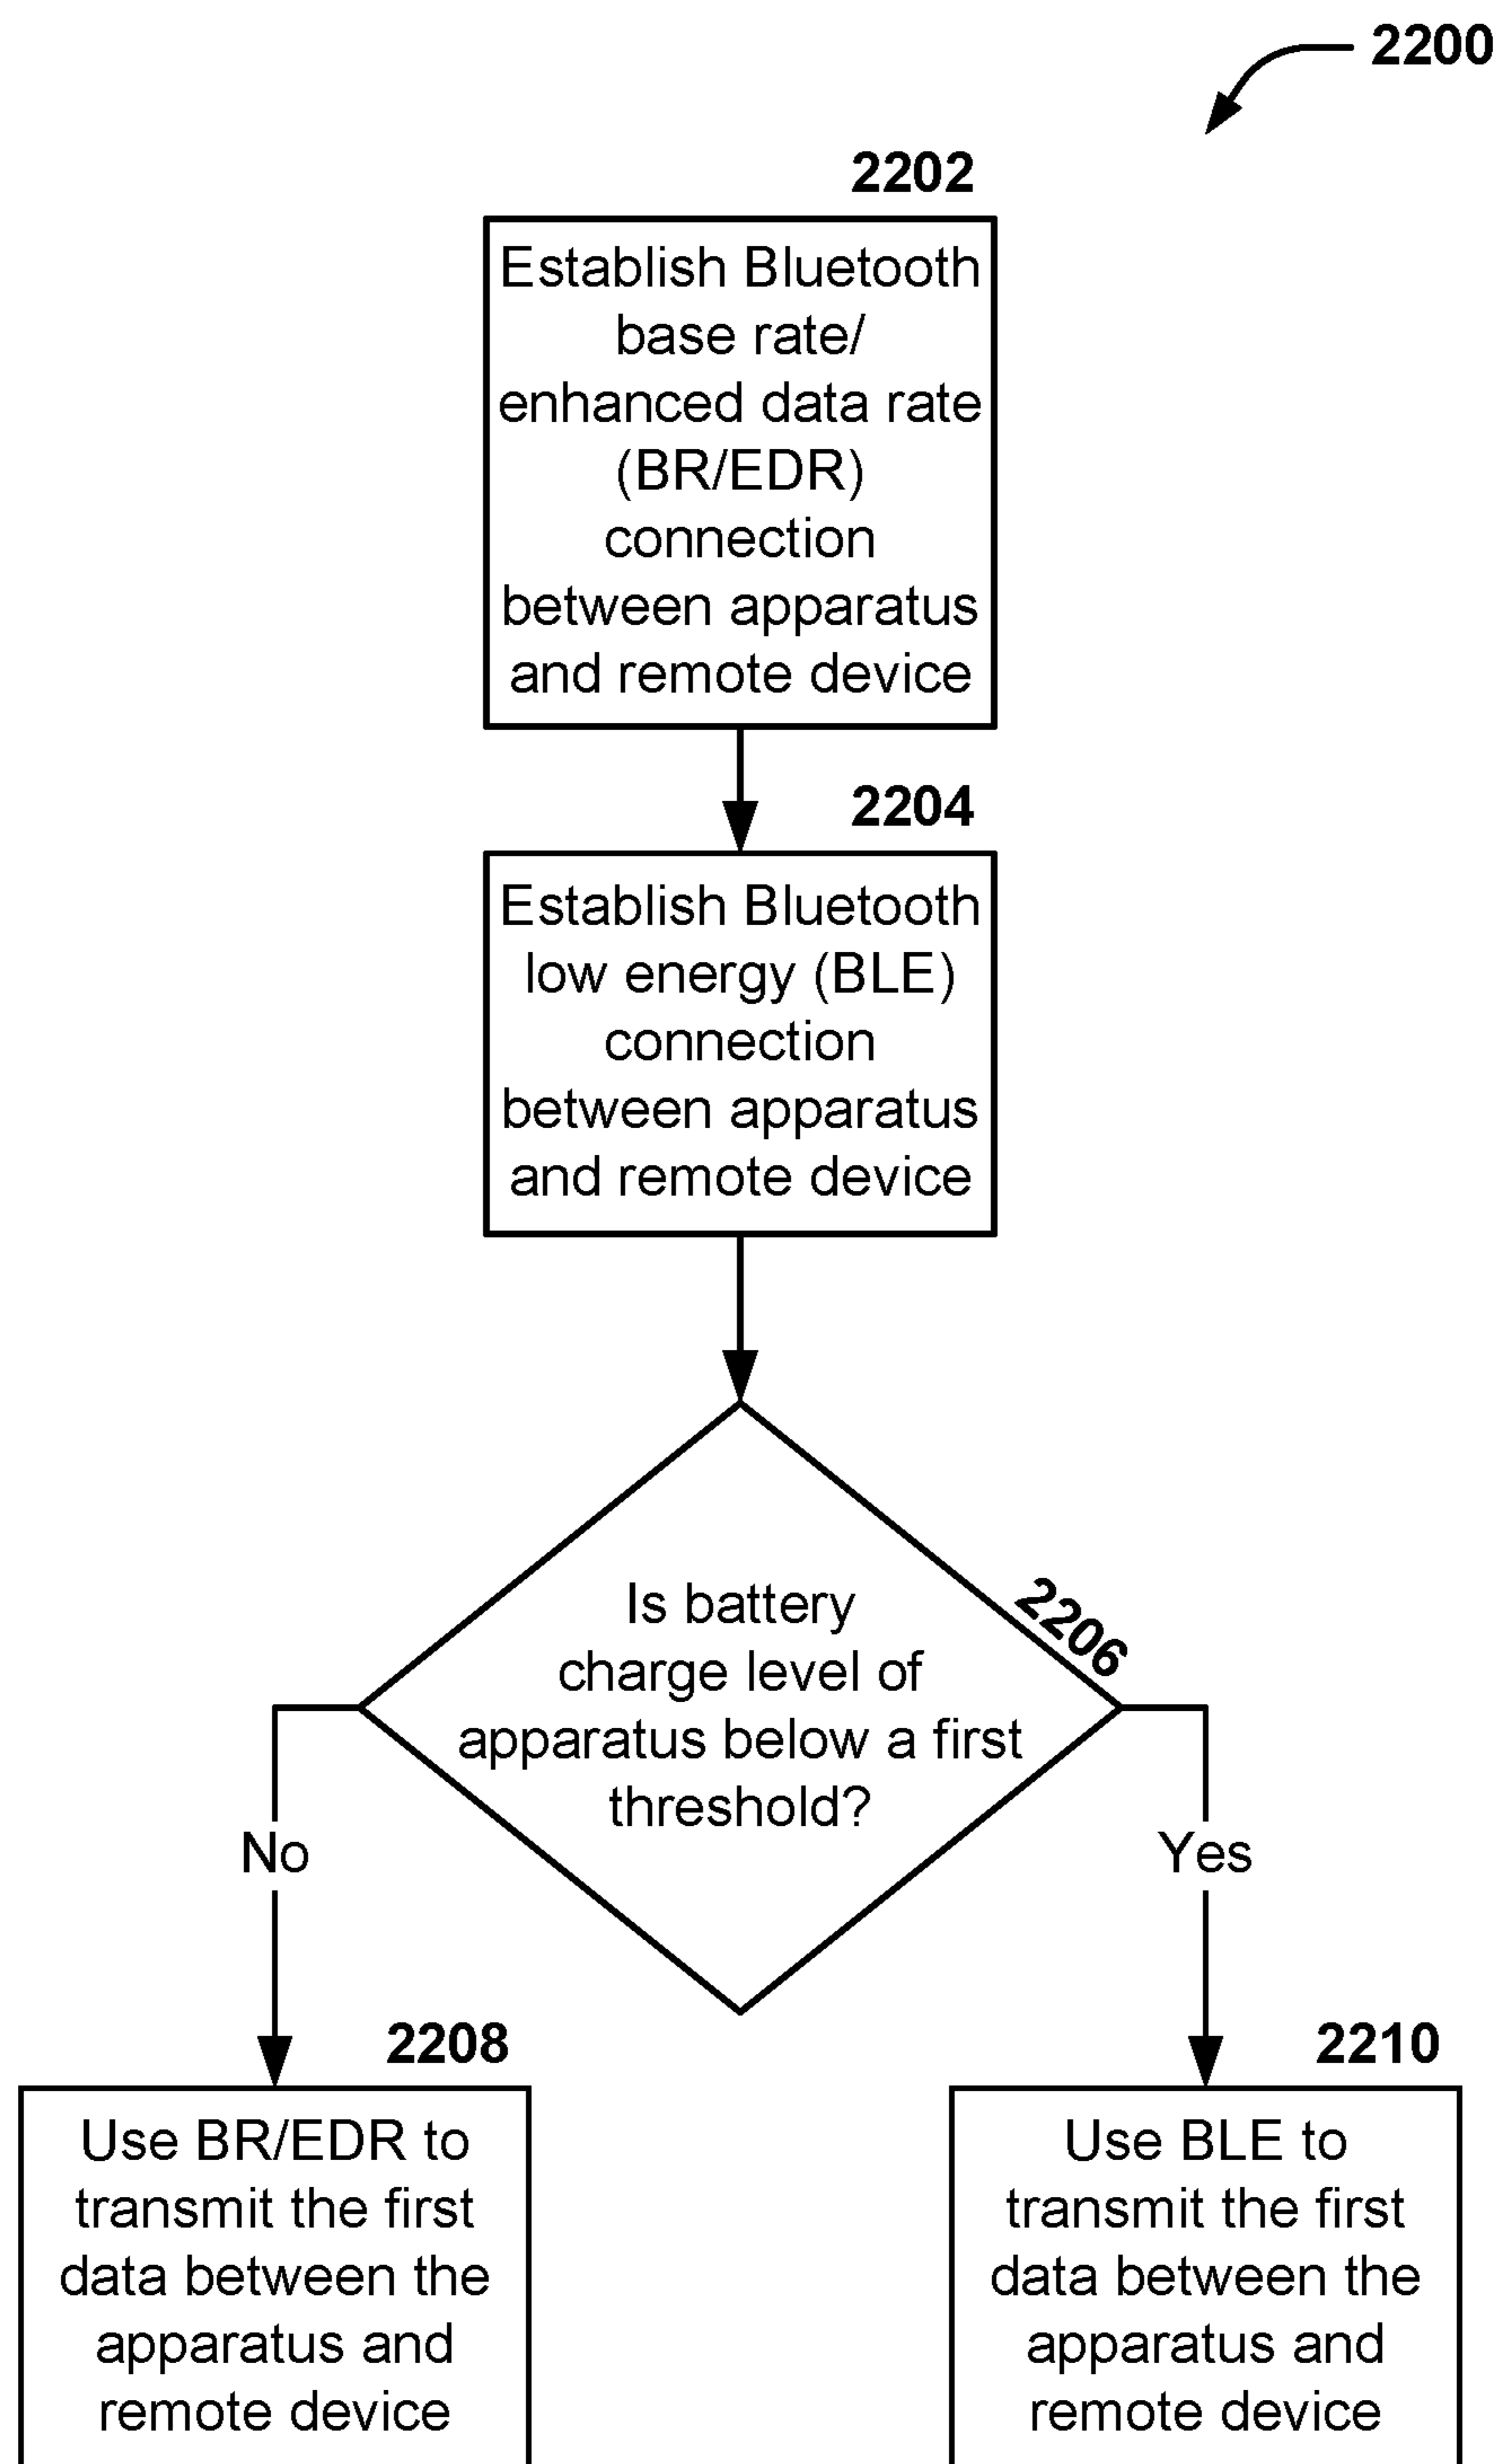 2200
2202
Establish Bluetooth
base rate/
enhanced data rate
(BR/EDR)
connection
between apparatus
and remote device
2204
Establish Bluetooth
low energy (BLE)
connection
between apparatus
and remote device
2206
Is battery
charge level of
apparatus below a first
threshold?
No
Yes
2208
Use BR/EDR to
transmit the first
data between the
apparatus and
remote device
2210
Use BLE to
transmit the first
data between the
apparatus and
remote device